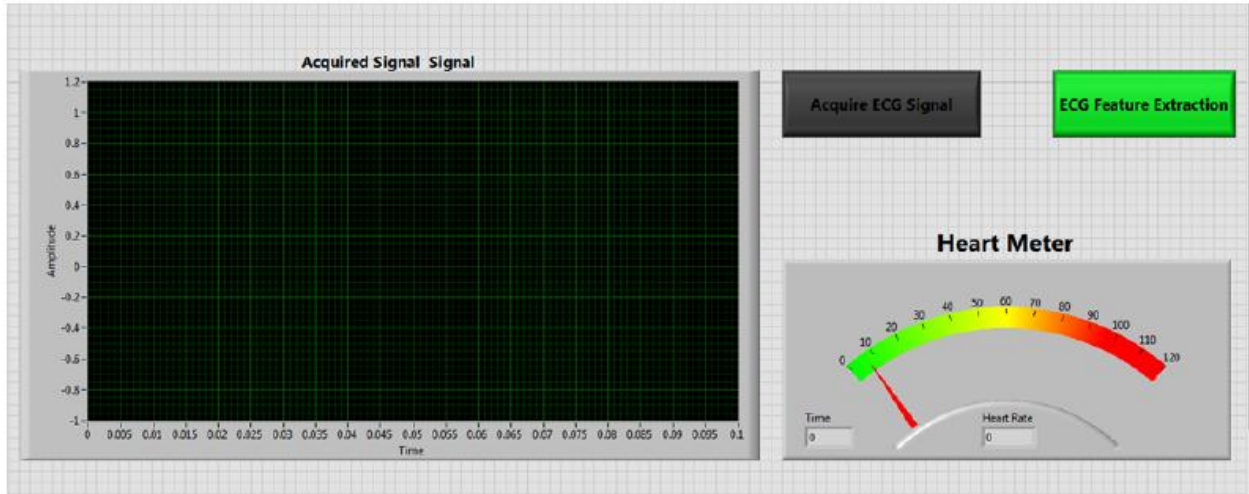 Acquired Signal Signal
Amplitude
1.2
1
0.8
0.6
0.4
0.2
0
-0.2
-0.4
-0.6
-0.8
-1
0 0.005 0.01 0.015 0.02 0.025 0.03 0.035 0.04 0.045 0.05 0.055 0.06 0.065 0.07 0.075 0.08 0.085 0.09 0.095 0.1
Time
Acquire ECG Signal
ECG Feature Extraction
Heart Meter
0 10 20 30 40 50 60 70 80 90 100 110 120
Time
0
Heart Rate
0